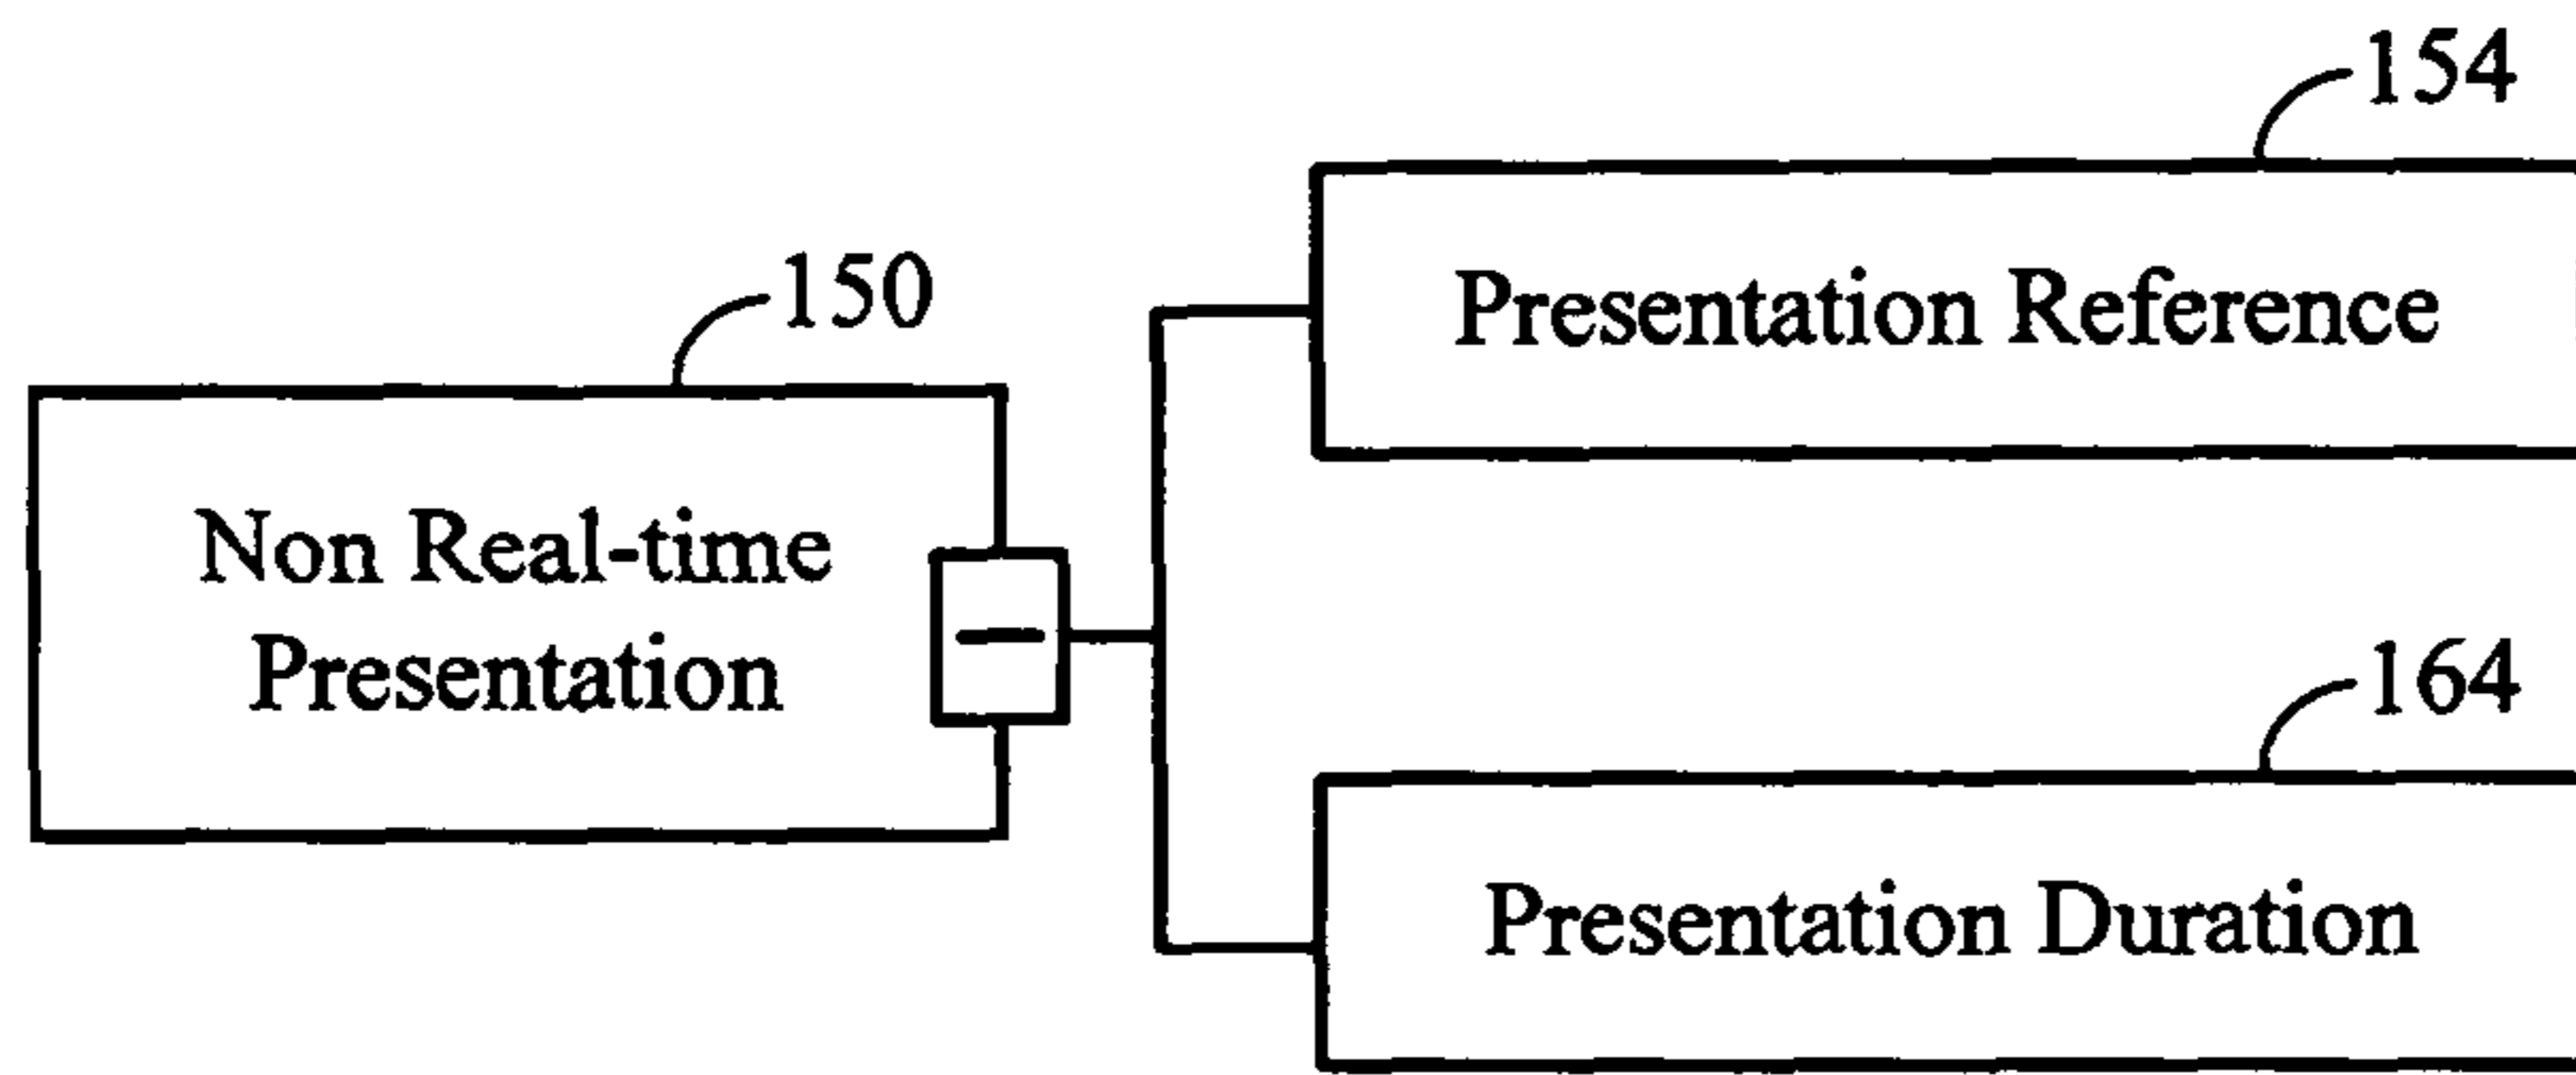 154
Presentation Reference
150
Non Real-time
Presentation
164
Presentation Duration